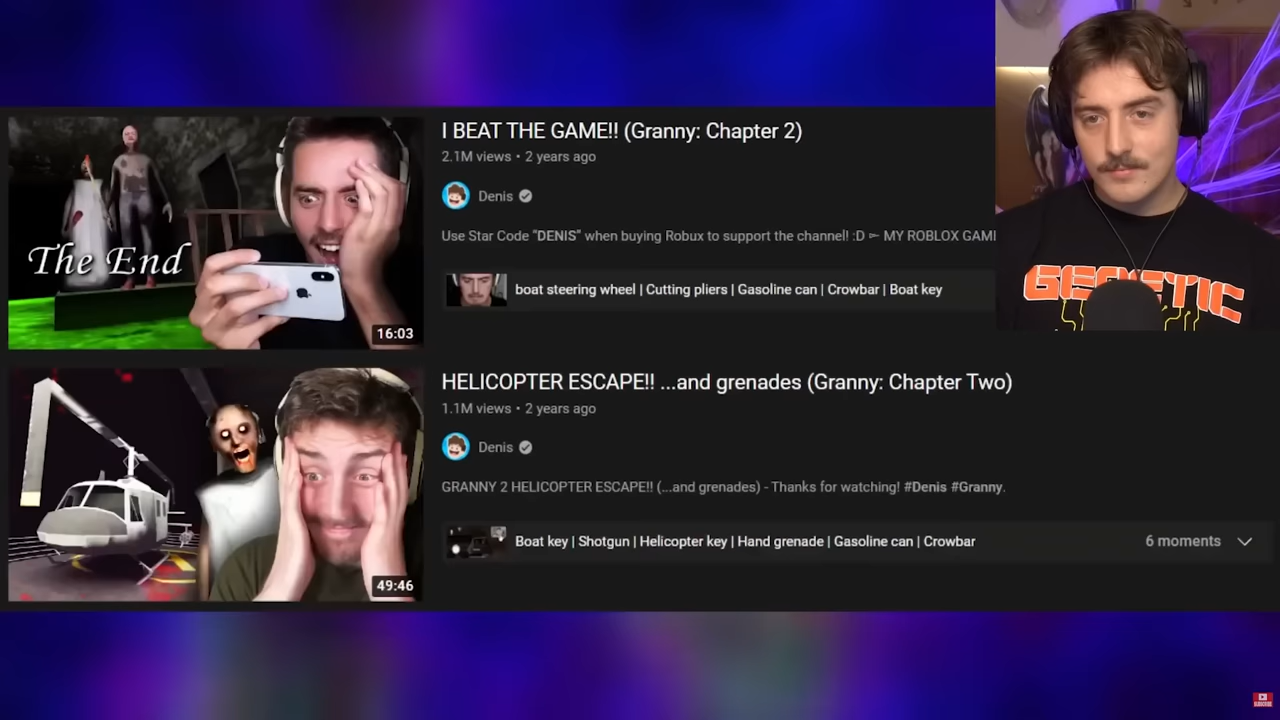 I BEAT THE GAME!! (Granny: Chapter 2)
2.1M views • 2 years ago
Denis
Use Star Code "DENIS" when buying Robux to support the channel! :D ➣ MY ROBLOX GAM
boat steering wheel | Cutting pliers | Gasoline can | Crowbar | Boat key
The End
16:03
GENETIC
HELICOPTER ESCAPE!! ...and grenades (Granny: Chapter Two)
1.1M views • 2 years ago
Denis
GRANNY 2 HELICOPTER ESCAPE!! (...and grenades) - Thanks for watching! #Denis #Granny.
Boat key | Shotgun | Helicopter key | Hand grenade | Gasoline can | Crowbar
6 moments
49:46
SUBSCRIBE